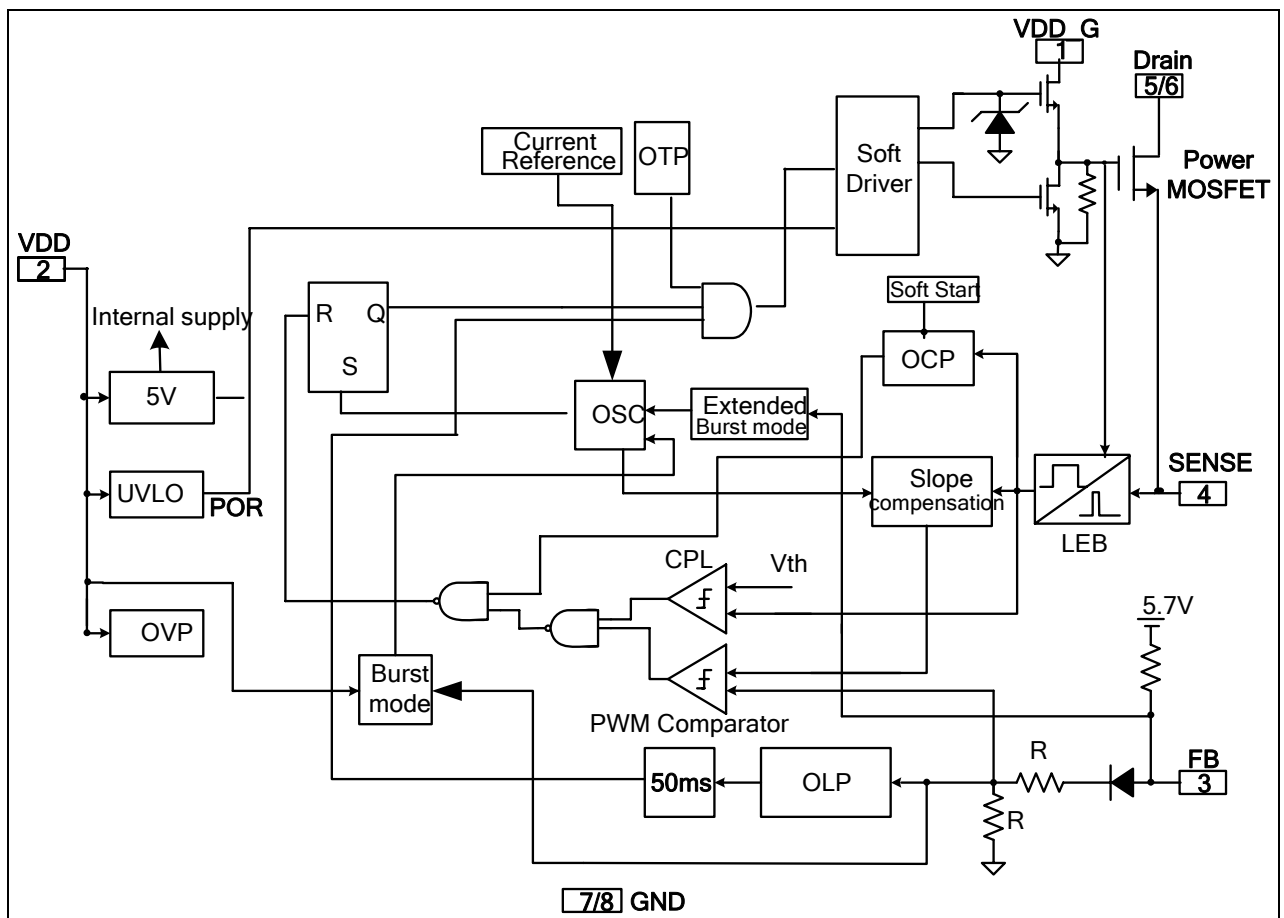 VDD_G
1
Drain
5/6
Current
Reference
OTP
Soft
Driver
Power
MOSFET
VDD
2
Soft Start
R
Q
S
Internal supply
OCP
5V
OSC
Extended
Burst mode
UVLO
POR
Slope
compensation
SENSE
4
LEB
CPL
Vth
5.7V
OVP
Burst
mode
PWM Comparator
R
FB
3
50ms
OLP
R
7/8
GND